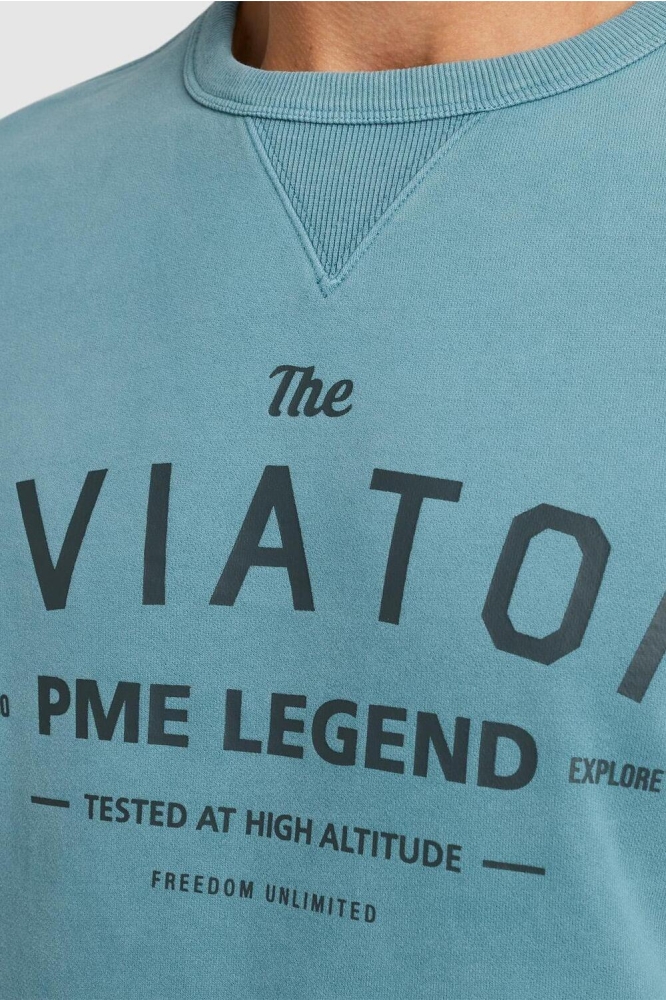 The
VIATO
PME LEGEND EXPLORE
TESTED AT HIGH ALTITUDE
FREEDOM UNLIMITED